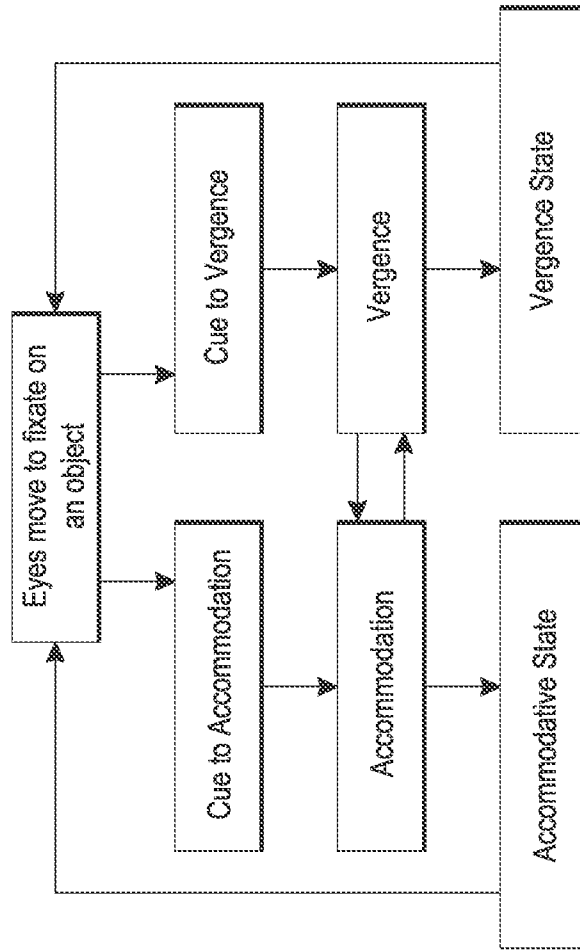 Eyes move to fixate on
an object
Cue to Accommodation
Cue to Vergence
Accommodation
Vergence
Accommodative State
Vergence State